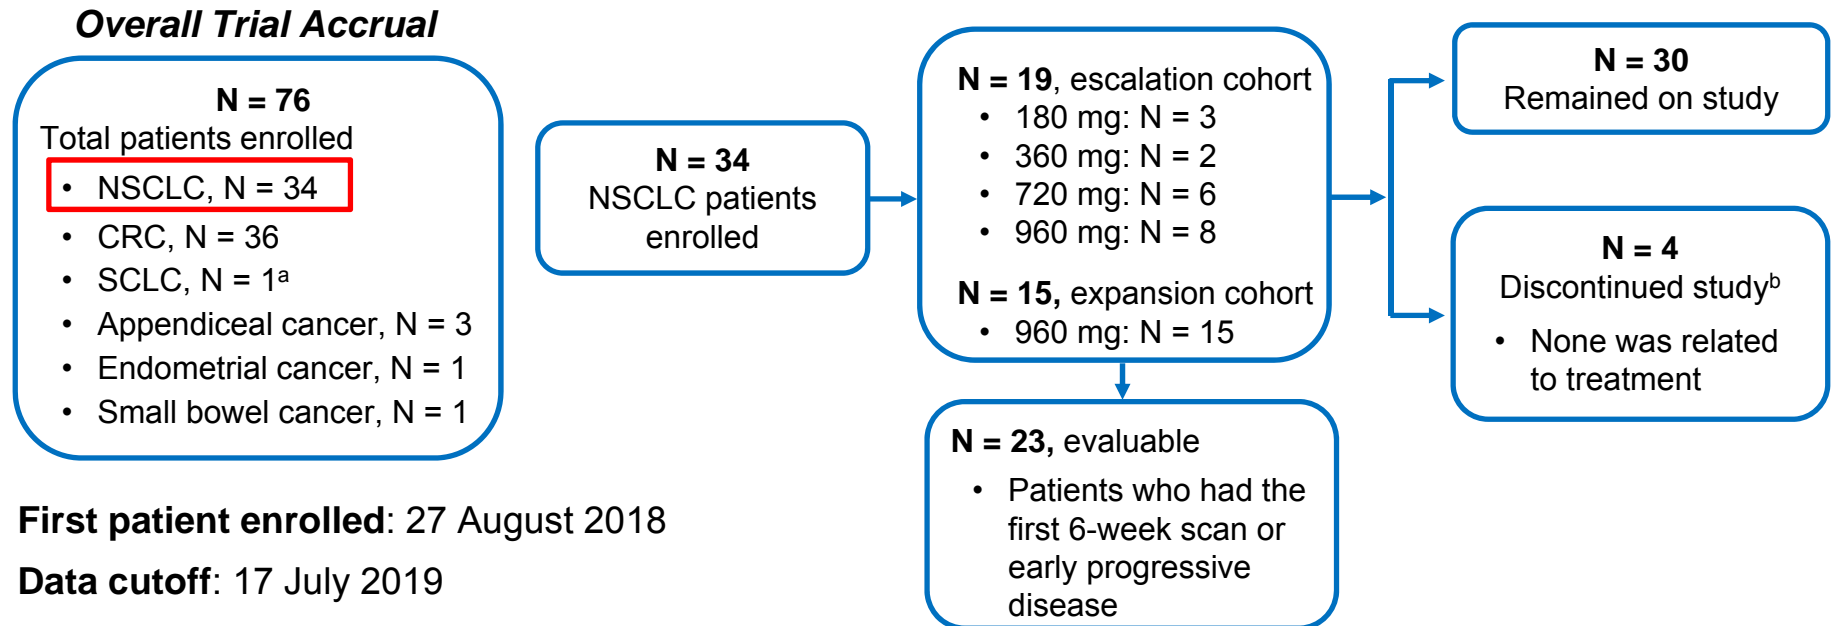 Overall Trial Accrual
N = 76
Total patients enrolled
• NSCLC, N = 34
• CRC, N = 36
• SCLC, N = 1ᵃ
• Appendiceal cancer, N = 3
• Endometrial cancer, N = 1
• Small bowel cancer, N = 1
First patient enrolled: 27 August 2018
Data cutoff: 17 July 2019
N = 34
NSCLC patients
enrolled
N = 19, escalation cohort
• 180 mg: N = 3
• 360 mg: N = 2
• 720 mg: N = 6
• 960 mg: N = 8
N = 15, expansion cohort
• 960 mg: N = 15
N = 23, evaluable
• Patients who had the
first 6-week scan or
early progressive
disease
N = 30
Remained on study
N = 4
Discontinued studyᵇ
• None was related
to treatment